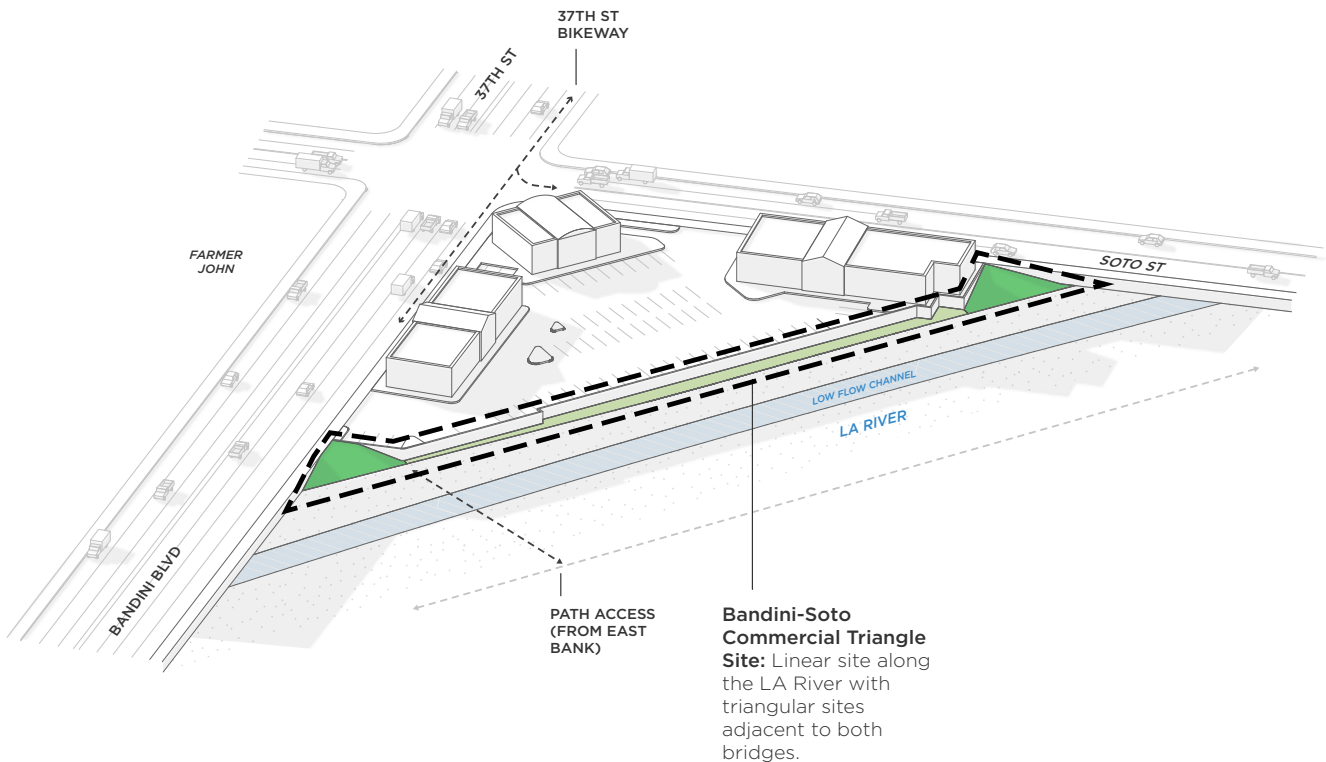 37TH ST
BIKEWAY
37TH ST
FARMER
JOHN
SOTO ST
LOW FLOW CHANNEL
LA RIVER
BANDINI BLVD
PATH ACCESS
(FROM EAST
BANK)
Bandini-Soto
Commercial Triangle
Site: Linear site along
the LA River with
triangular sites
adjacent to both
bridges.